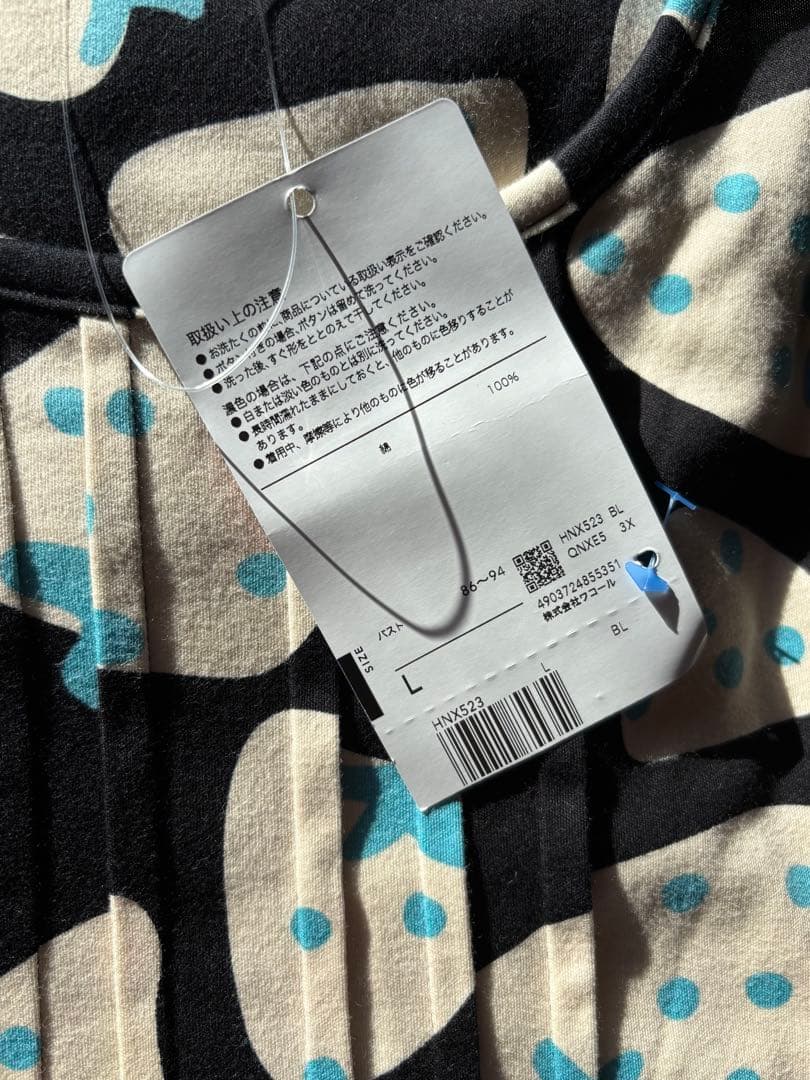 取扱い上の注意
●お洗たくの前に、商品についている取扱い表示をご確認ください。
●ボタン付きの場合、ボタンは留めて洗ってください。
●洗った後、すぐ形をととのえて干してください。
濃色の場合は、下記の点にご注意ください。
●白または淡い色のものとは別に洗ってください。
●長時間濡れたままにしておくと、他のものに色移りすることが
あります。
●着用中、摩擦等により他のものに色が移ることがあります。
綿 100%
HNX523 BL
QNXE5 3X
4903724855351
株式会社ワコール
バスト 86〜94
SIZE
L
BL
HNX523 L